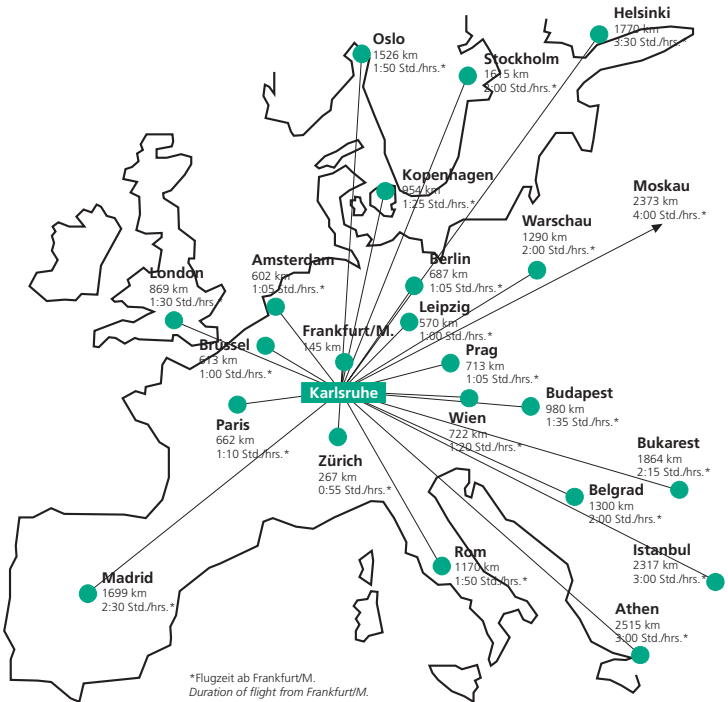 Helsinki
1770 km
3:30 Std./hrs.*
Oslo
1526 km
1:50 Std./hrs.*
Stockholm
1615 km
2:00 Std./hrs.*
Kopenhagen
954 km
1:25 Std./hrs.*
Moskau
2373 km
4:00 Std./hrs.*
Warschau
1290 km
2:00 Std./hrs.*
Amsterdam
602 km
1:05 Std./hrs.*
Berlin
687 km
1:05 Std./hrs.*
London
869 km
1:30 Std./hrs.*
Leipzig
570 km
1:00 Std./hrs.*
Frankfurt/M.
145 km
Brüssel
613 km
1:00 Std./hrs.*
Prag
713 km
1:05 Std./hrs.*
Karlsruhe
Budapest
980 km
1:35 Std./hrs.*
Paris
662 km
1:10 Std./hrs.*
Wien
722 km
1:20 Std./hrs.*
Bukarest
1864 km
2:15 Std./hrs.*
Zürich
267 km
0:55 Std./hrs.*
Belgrad
1300 km
2:00 Std./hrs.*
Istanbul
2317 km
3:00 Std./hrs.*
Rom
1170 km
1:50 Std./hrs.*
Madrid
1699 km
2:30 Std./hrs.*
Athen
2515 km
3:00 Std./hrs.*
*Flugzeit ab Frankfurt/M.
Duration of flight from Frankfurt/M.